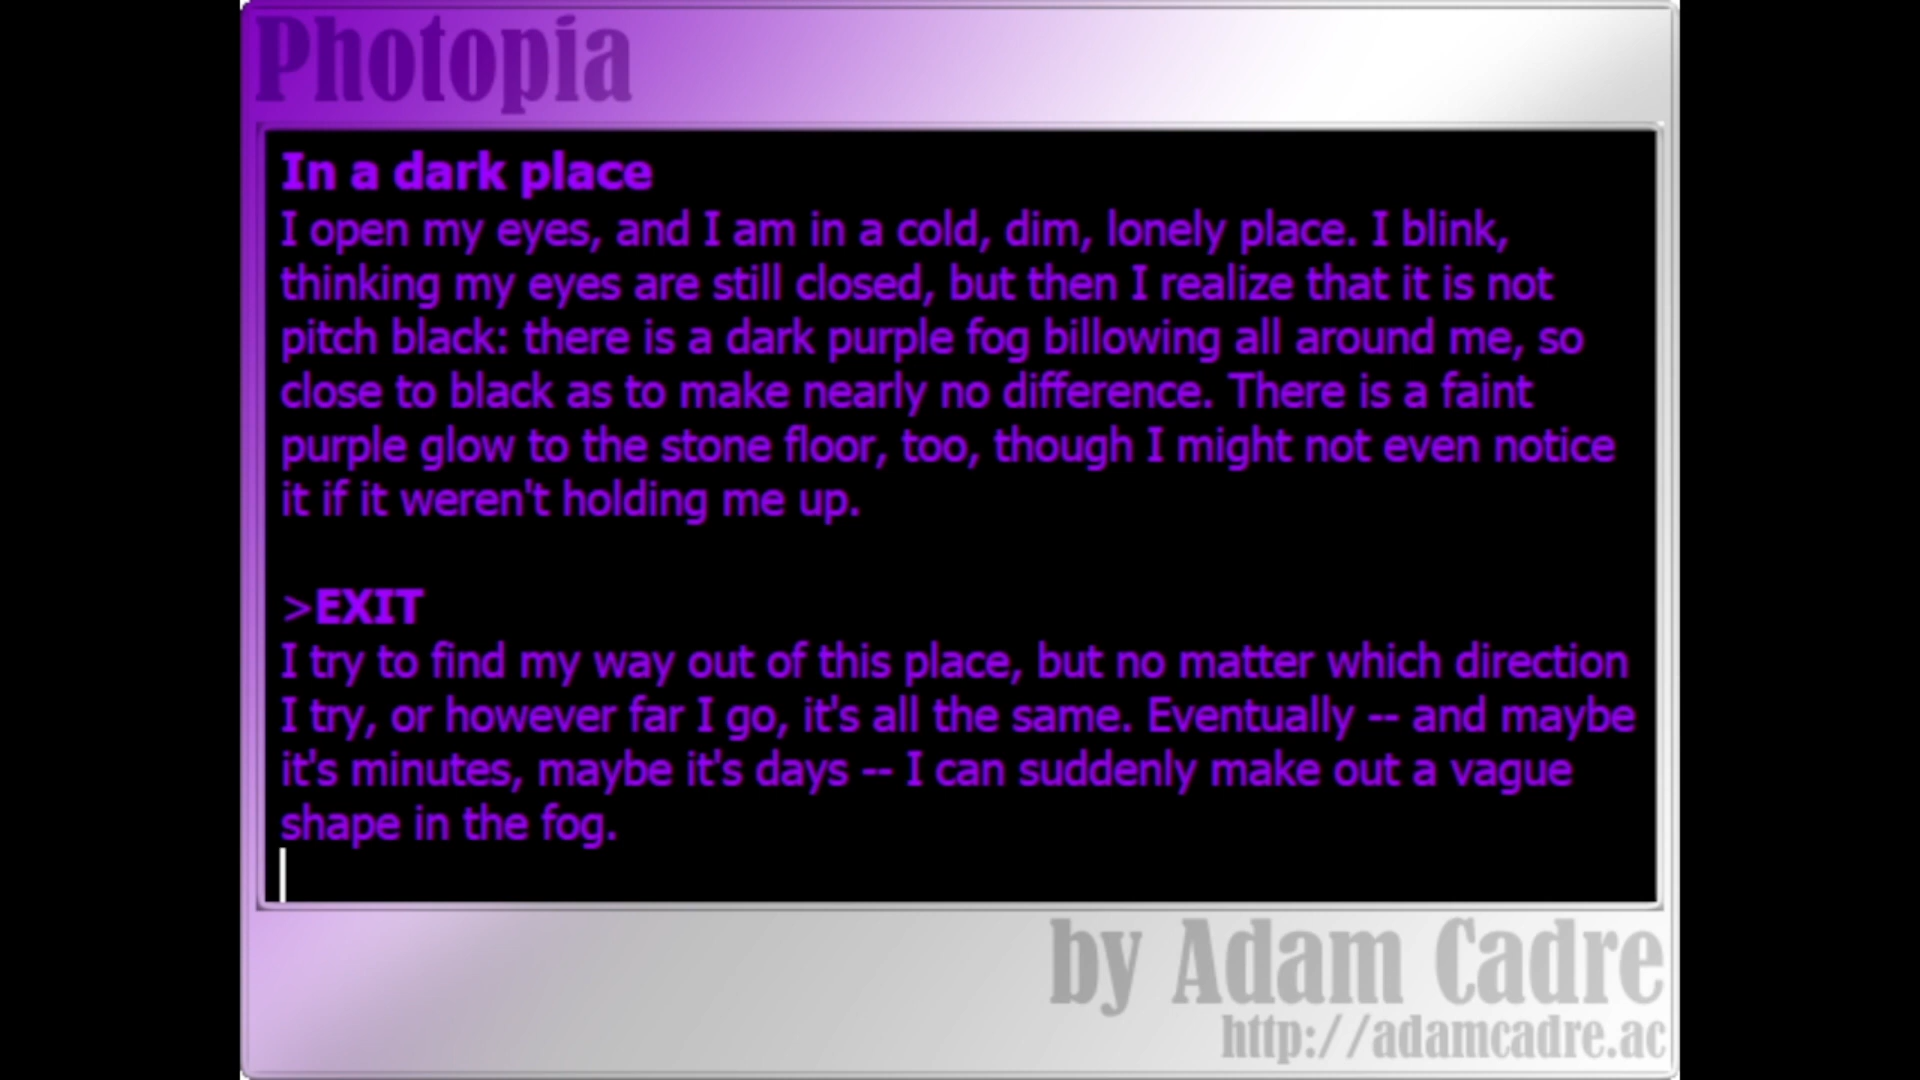 Photopia
In a dark place
I open my eyes, and I am in a cold, dim, lonely place. I blink,
thinking my eyes are still closed, but then I realize that it is not
pitch black: there is a dark purple fog billowing all around me, so
close to black as to make nearly no difference. There is a faint
purple glow to the stone floor, too, though I might not even notice
it if it weren't holding me up.
>EXIT
I try to find my way out of this place, but no matter which direction
I try, or however far I go, it's all the same. Eventually -- and maybe
it's minutes, maybe it's days -- I can suddenly make out a vague
shape in the fog.
by Adam Cadre
http://adamcadre.ac